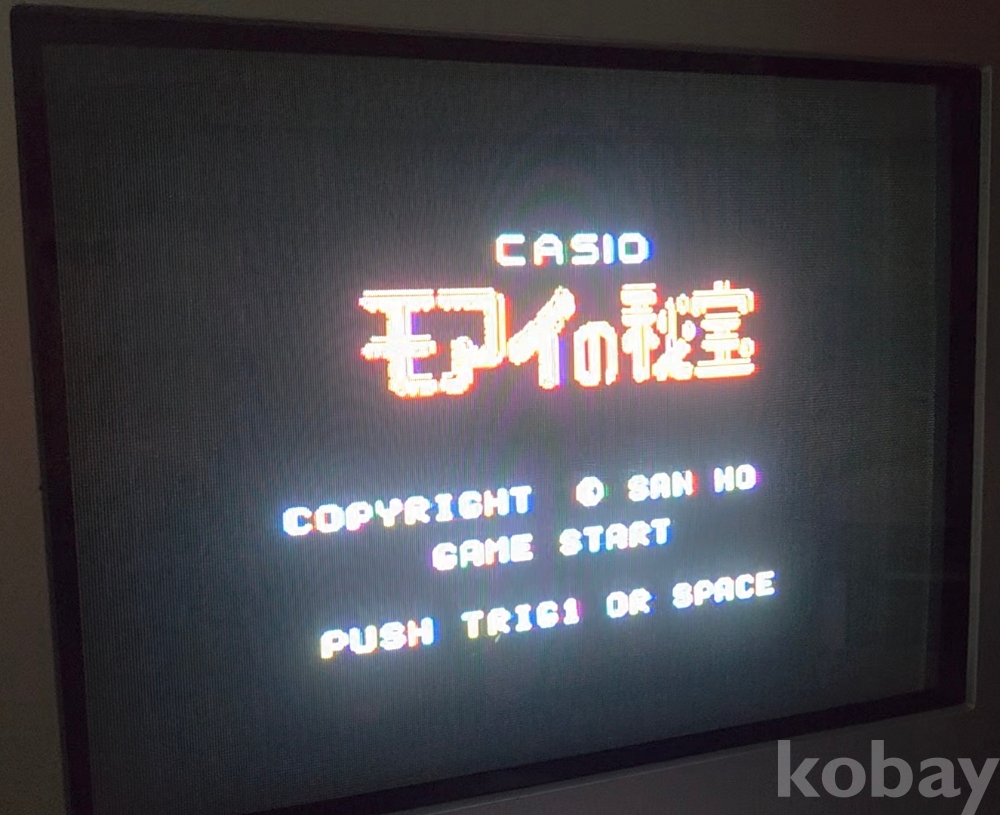 CASIO
モアイの秘宝
COPYRIGHT © SAN HO
GAME START
PUSH TRIG1 OR SPACE
kobay